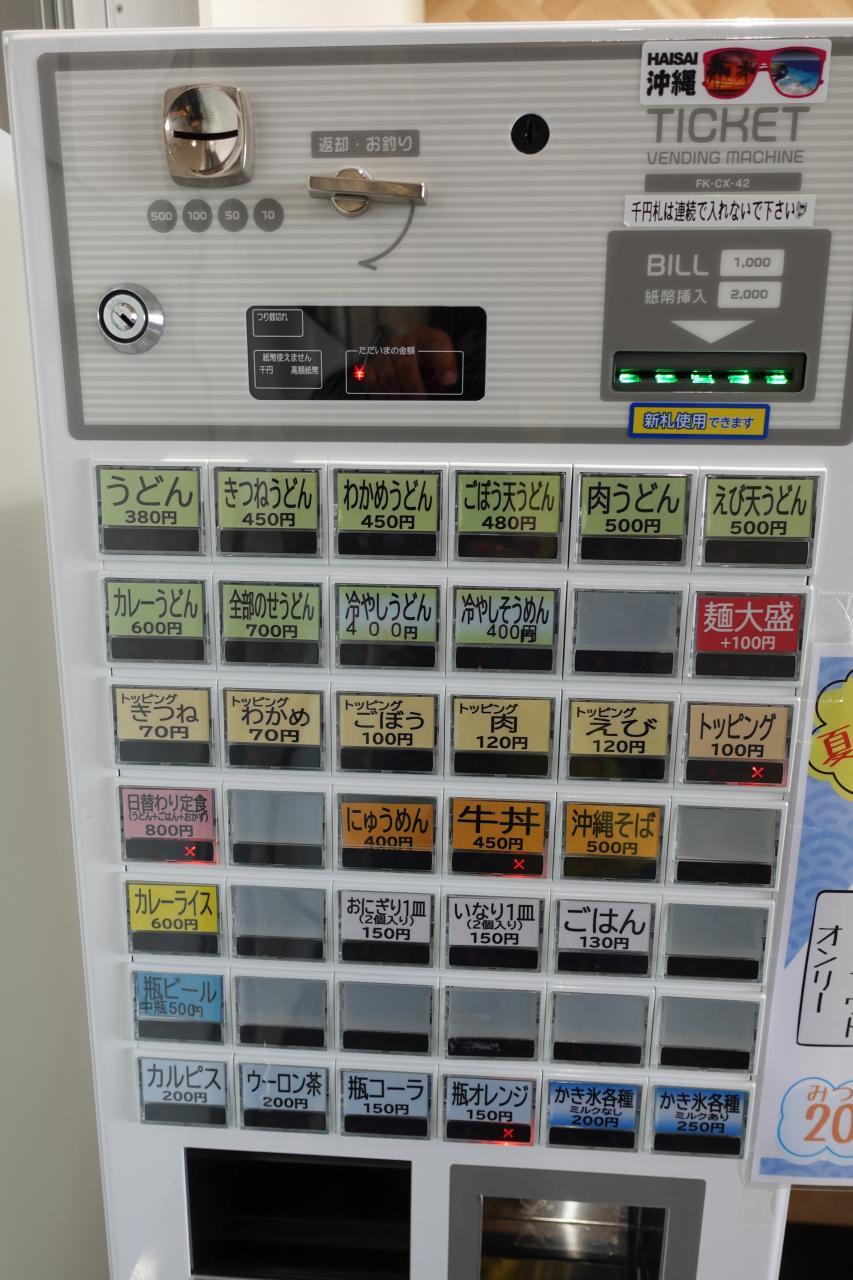 HAISAI
沖縄
TICKET
VENDING MACHINE
FK-CX-42
千円札は連続で入れないで下さい
返却・お釣り
500 100 50 10
BILL 1,000
紙幣挿入 2,000
つり銭切れ
紙幣使えません
千円 高額紙幣
ただいまの金額
¥
新札使用できます
うどん
380円
きつねうどん
450円
わかめうどん
450円
ごぼう天うどん
480円
肉うどん
500円
えび天うどん
500円
カレーうどん
600円
全部のせうどん
700円
冷やしうどん
400円
冷やしそうめん
400円
麺大盛
+100円
トッピング
きつね
70円
トッピング
わかめ
70円
トッピング
ごぼう
100円
トッピング
肉
120円
トッピング
えび
120円
トッピング
100円
日替わり定食
(うどん+ごはん+おかず)
800円
にゅうめん
400円
牛丼
450円
沖縄そば
500円
カレーライス
600円
おにぎり1皿
(2個入り)
150円
いなり1皿
(2個入り)
150円
ごはん
130円
瓶ビール
中瓶500円
カルピス
200円
ウーロン茶
200円
瓶コーラ
150円
瓶オレンジ
150円
かき氷各種
ミルクなし
200円
かき氷各種
ミルクあり
250円
夏
オンリー
みつ
20